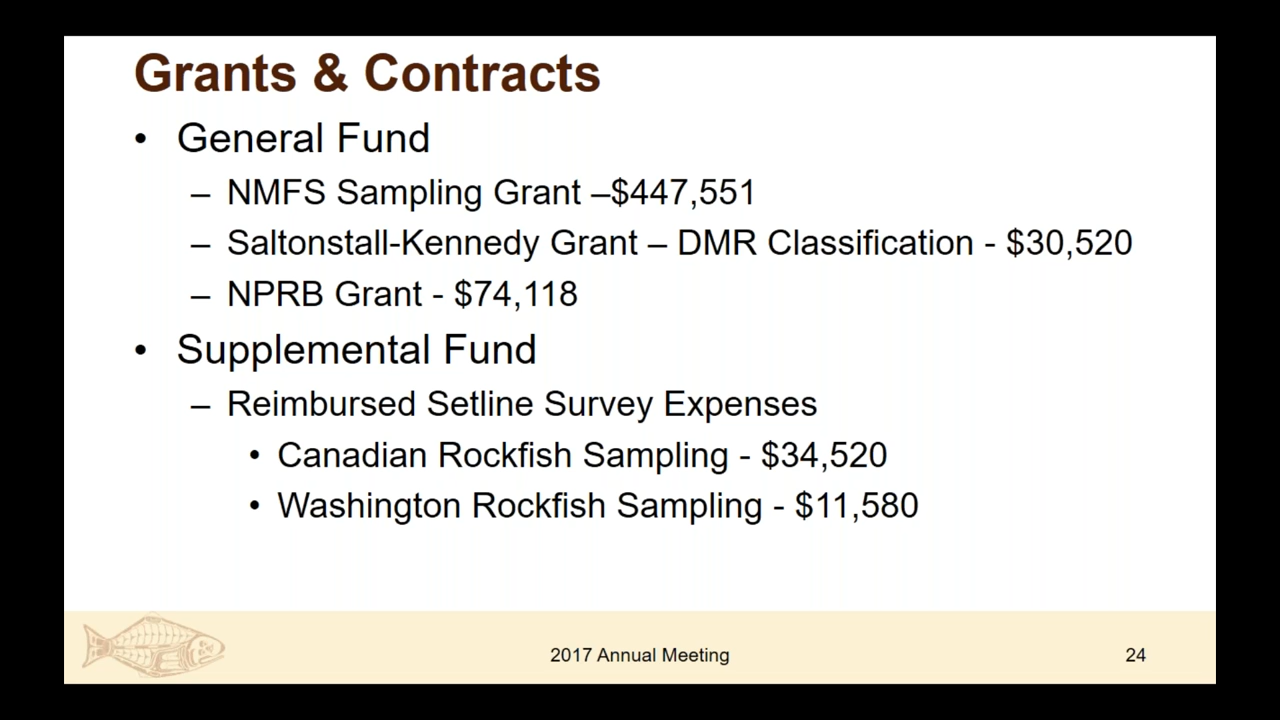 Grants & Contracts
• General Fund
– NMFS Sampling Grant –$447,551
– Saltonstall-Kennedy Grant – DMR Classification - $30,520
– NPRB Grant - $74,118
• Supplemental Fund
– Reimbursed Setline Survey Expenses
• Canadian Rockfish Sampling - $34,520
• Washington Rockfish Sampling - $11,580
2017 Annual Meeting
24